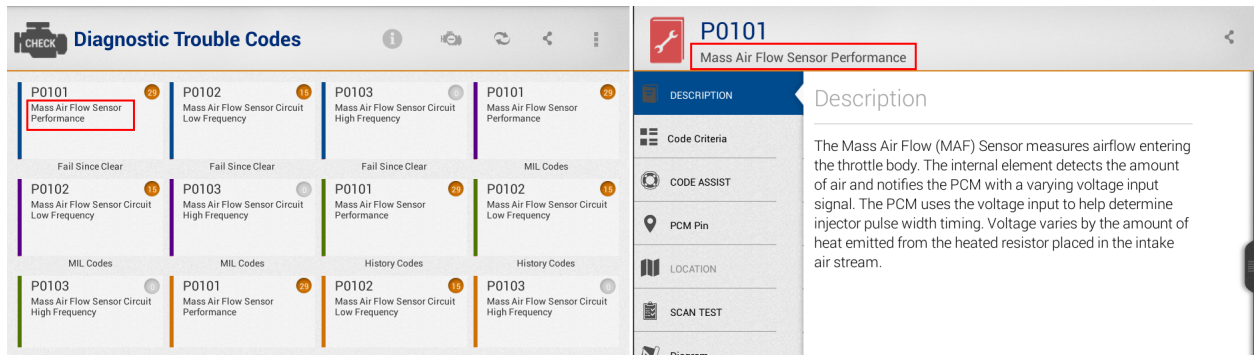 CHECK
Diagnostic Trouble Codes
P0101
29
Mass Air Flow Sensor
Performance
Fail Since Clear
P0102
15
Mass Air Flow Sensor Circuit
Low Frequency
Fail Since Clear
P0103
0
Mass Air Flow Sensor Circuit
High Frequency
Fail Since Clear
P0101
29
Mass Air Flow Sensor
Performance
MIL Codes
P0102
15
Mass Air Flow Sensor Circuit
Low Frequency
MIL Codes
P0103
0
Mass Air Flow Sensor Circuit
High Frequency
MIL Codes
P0101
29
Mass Air Flow Sensor
Performance
History Codes
P0102
15
Mass Air Flow Sensor Circuit
Low Frequency
History Codes
P0103
0
Mass Air Flow Sensor Circuit
High Frequency
P0101
29
Mass Air Flow Sensor
Performance
P0102
15
Mass Air Flow Sensor Circuit
Low Frequency
P0103
0
Mass Air Flow Sensor Circuit
High Frequency
P0101
Mass Air Flow Sensor Performance
DESCRIPTION
Code Criteria
CODE ASSIST
PCM Pin
LOCATION
SCAN TEST
Diagram
Description
The Mass Air Flow (MAF) Sensor measures airflow entering
the throttle body. The internal element detects the amount
of air and notifies the PCM with a varying voltage input
signal. The PCM uses the voltage input to help determine
injector pulse width timing. Voltage varies by the amount of
heat emitted from the heated resistor placed in the intake
air stream.